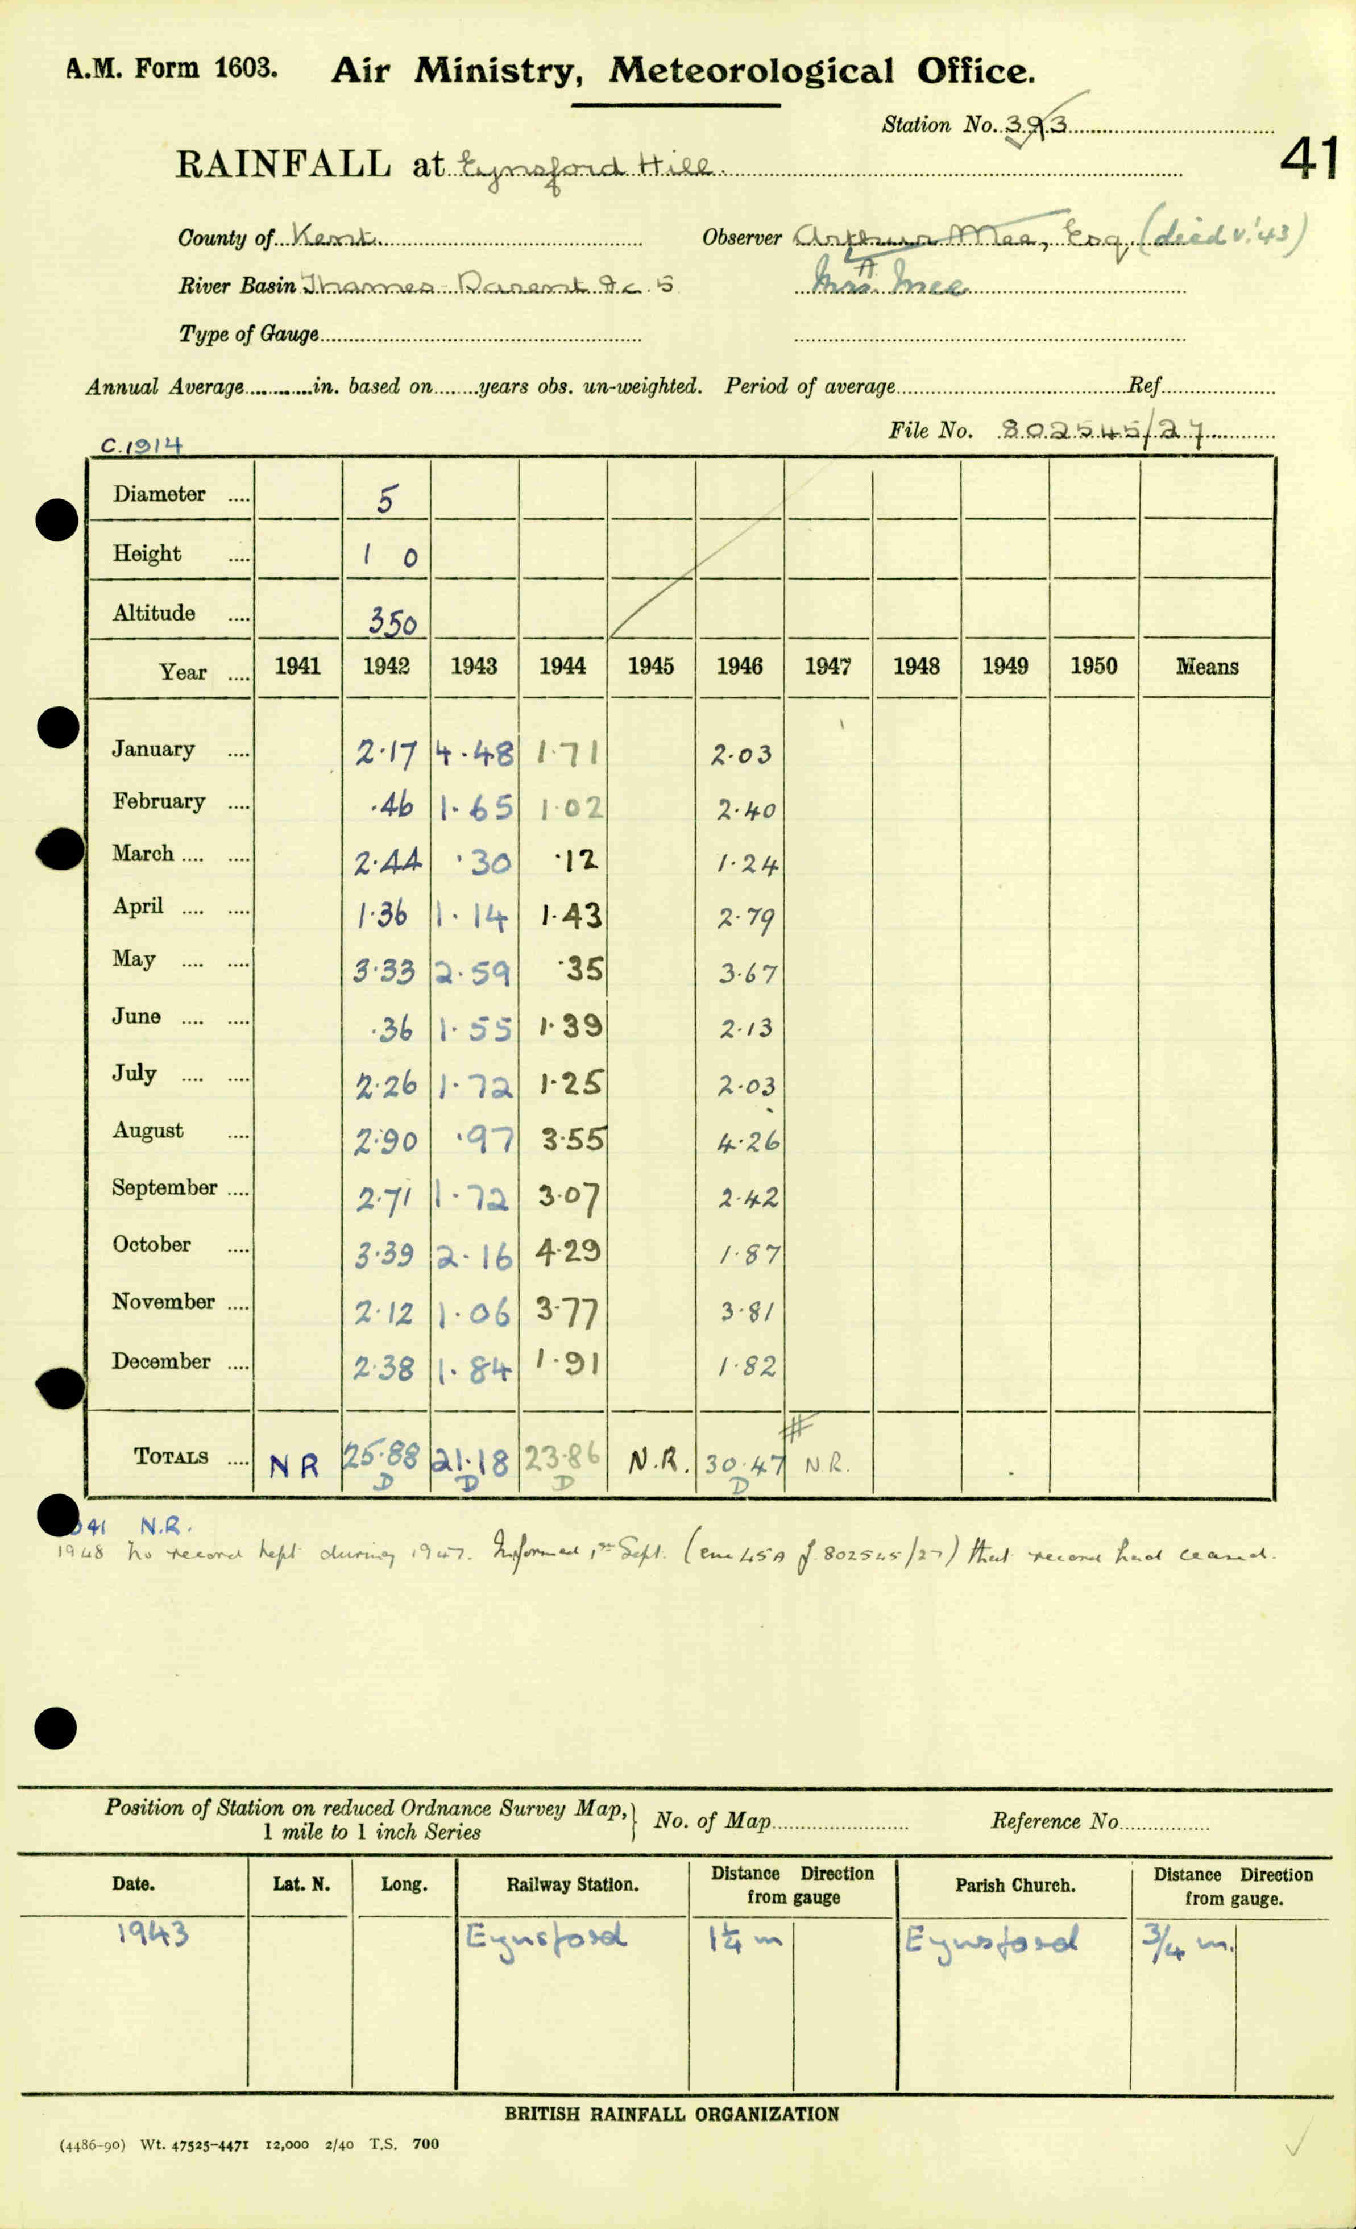 A.M. Form 1603. Air Ministry, Meteorological Office.
Station No. 393
41
RAINFALL at Eynsford Hill.
County of Kent Observer Arthur Mee, Esq. (died v.'43)
River Basin Thames-Darent &c 5 Mrs A Mee
Type of Gauge
Annual Average in. based on years obs. un-weighted. Period of average Ref
File No. 802545/27
C.1914
Diameter 5
Height 1 0
Altitude 350
Year 1941 1942 1943 1944 1945 1946 1947 1948 1949 1950 Means
January 2·17 4·48 1·71 2·03
February ·46 1·65 1·02 2·40
March 2·44 ·30 ·12 1·24
April 1·36 1·14 1·43 2·79
May 3·33 2·59 ·35 3·67
June ·36 1·55 1·39 2·13
July 2·26 1·72 1·25 2·03
August 2·90 ·97 3·55 4·26
September 2·71 1·72 3·07 2·42
October 3·39 2·16 4·29 1·87
November 2·12 1·06 3·77 3·81
December 2·38 1·84 1·91 1·82
#
TOTALS NR 25·88 21·18 23·86 N.R. 30·47 N.R.
D D D D
41 N.R.
1948 No record kept during 1947. Informed 1st Sept. (enc 45A of 802545/27) that record had ceased.
Position of Station on reduced Ordnance Survey Map, 1 mile to 1 inch Series No. of Map Reference No
Date. Lat. N. Long. Railway Station. Distance Direction from gauge Parish Church. Distance Direction from gauge.
1943 Eynsford 1¼ m Eynsford 3/4 m.
BRITISH RAINFALL ORGANIZATION
(4486-90) Wt. 47525-4471 12,000 2/40 T.S. 700